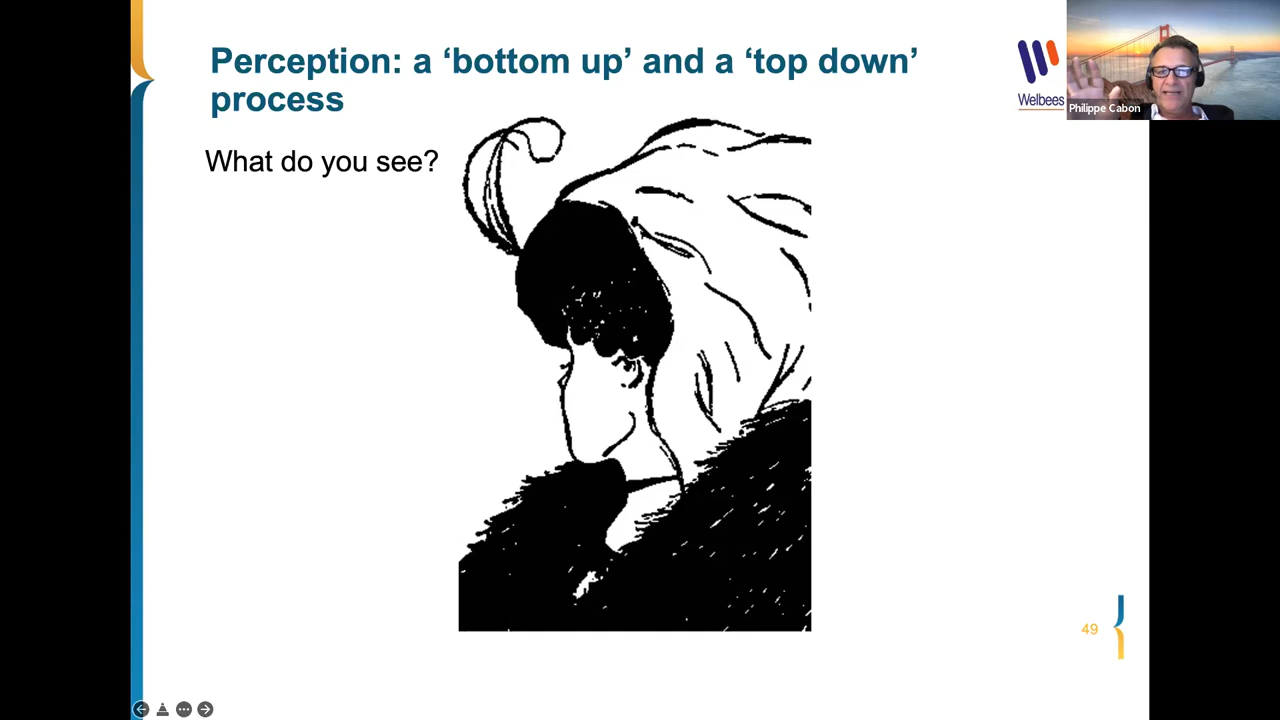 Perception: a ‘bottom up’ and a ‘top down’
process
What do you see?
Welbees
Philippe Cabon
49